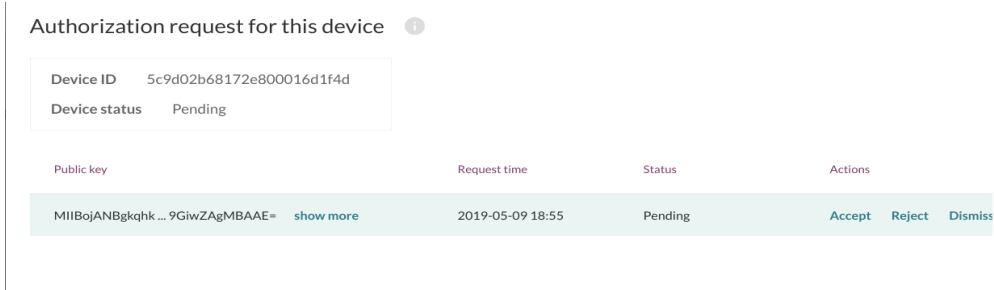 Authorization request for this device
Device ID 5c9d02b68172e800016d1f4d
Device status Pending
Public key Request time Status Actions
MIIBojANBgkqhk ... 9GiwZAgMBAAE= show more 2019-05-09 18:55 Pending Accept Reject Dismiss